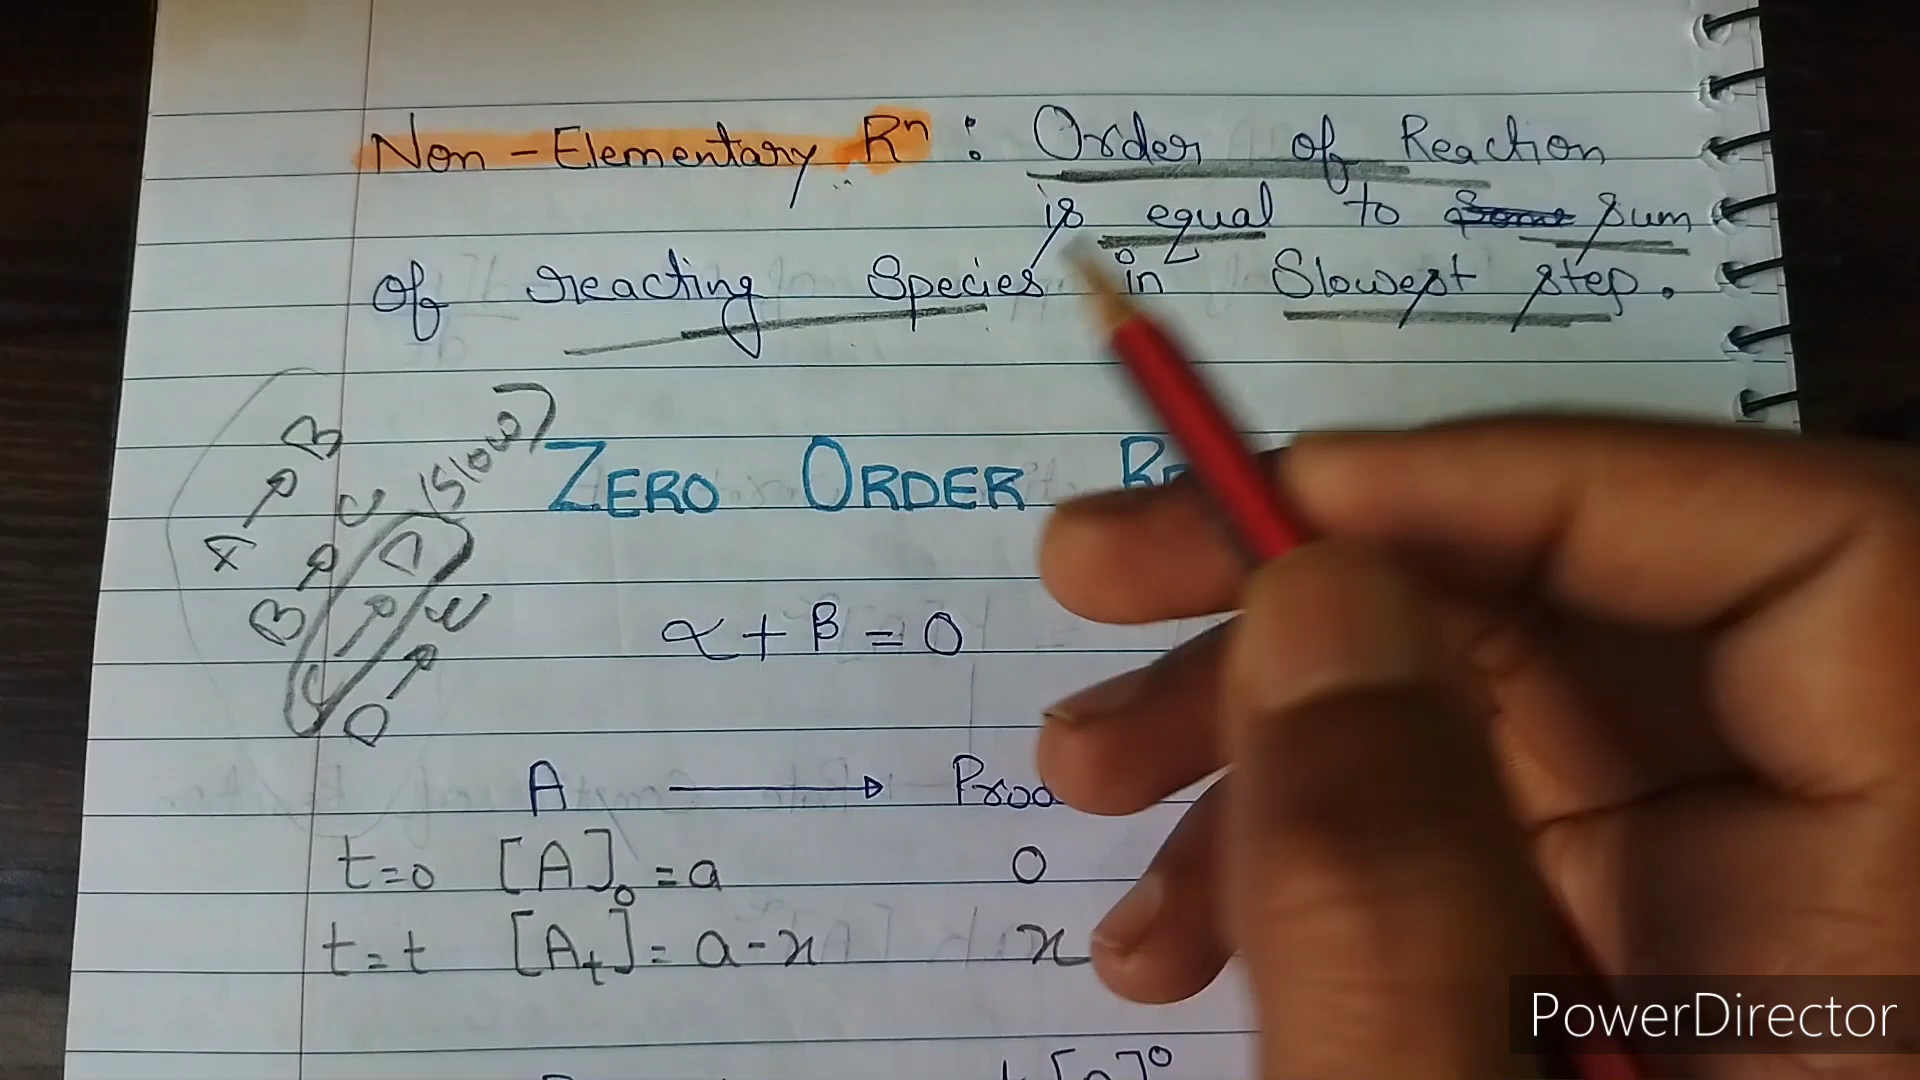 Non-Elementary Rⁿ : Order of Reaction
is equal to sum
of reacting Species in Slowest step.
A → B
B → C
C → D (Slow)
D → E
ZERO ORDER
α + β = 0
A → Prod
t=0 [A]₀ = a 0
t=t [Aₜ] = a-x x